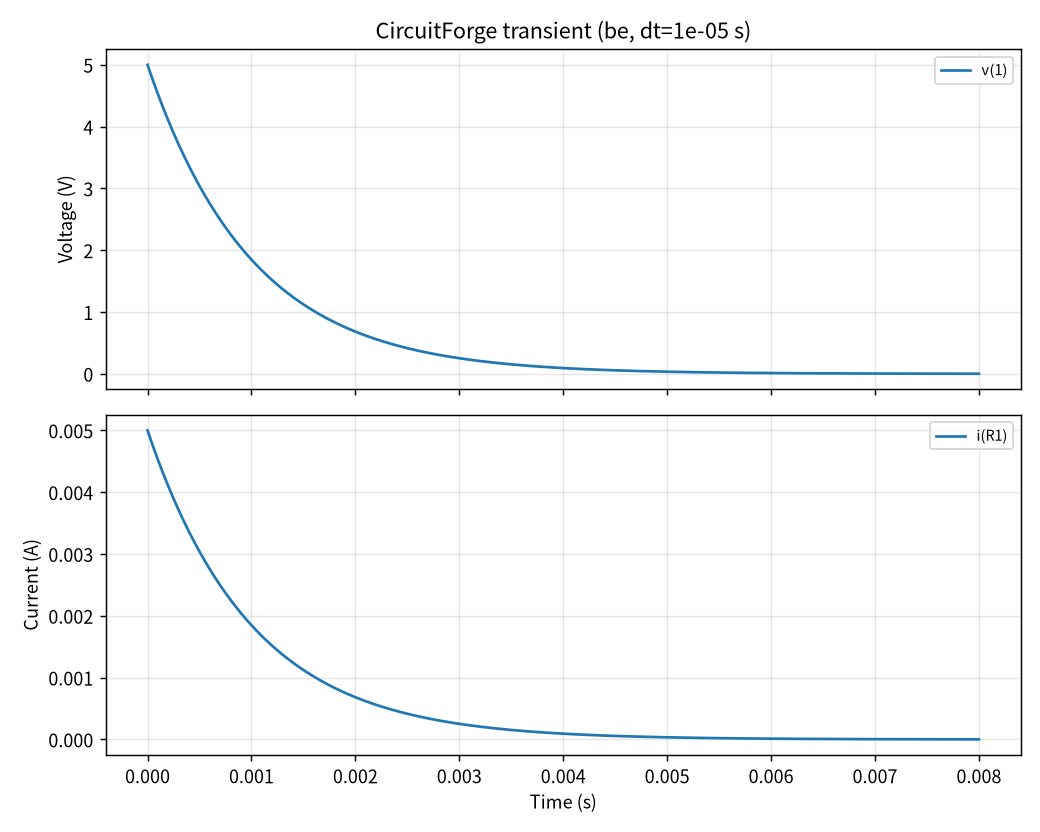 CircuitForge transient (be, dt=1e-05 s)
v(1)
Voltage (V)
5
4
3
2
1
0
i(R1)
Current (A)
0.005
0.004
0.003
0.002
0.001
0.000
0.000 0.001 0.002 0.003 0.004 0.005 0.006 0.007 0.008
Time (s)